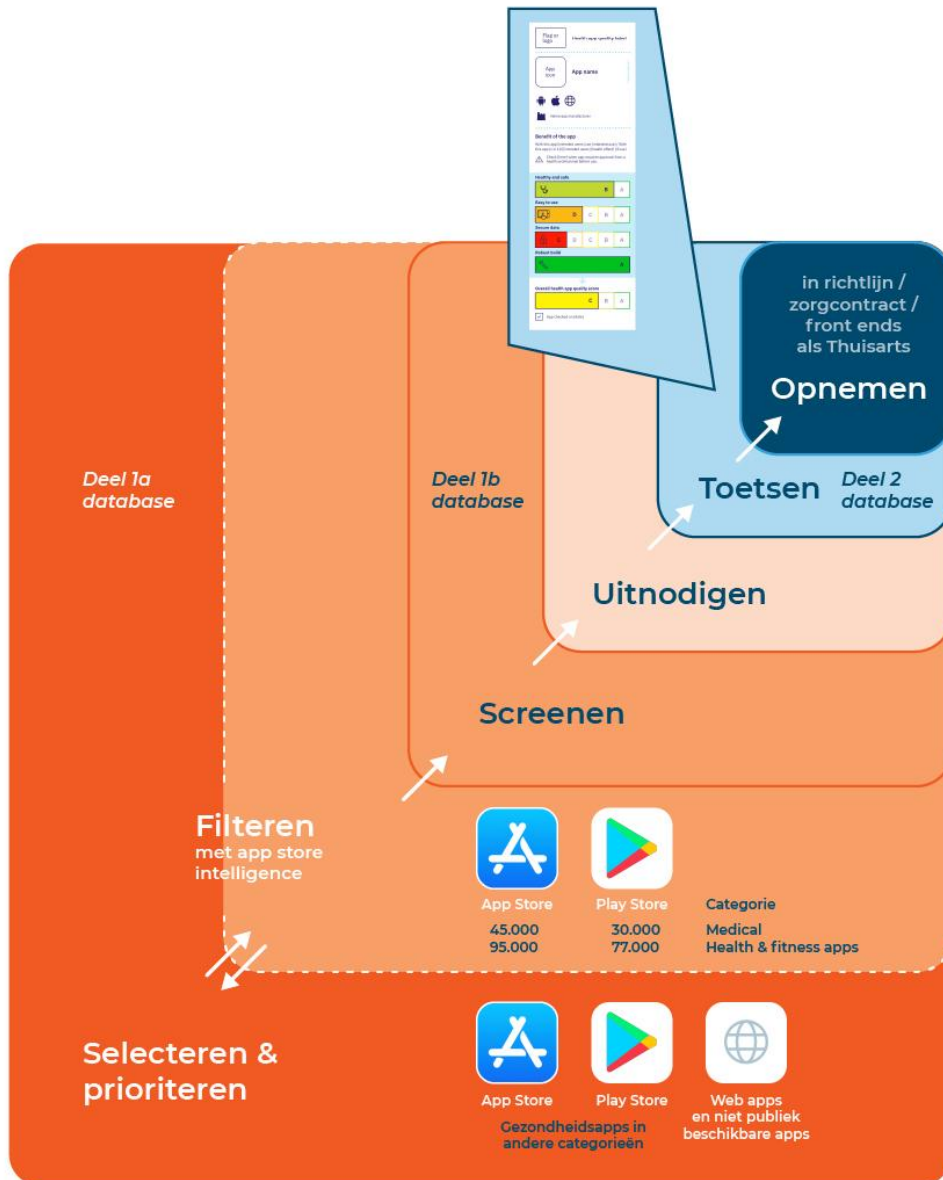 Health app quality label
App name
Benefit of the app
Healthy and safe
B A
Easy to use
D C B A
Secure data
D C B A
Robust build
A
Overall health app quality score
C B A
in richtlijn /
zorgcontract /
front ends
als Thuisarts
Opnemen
Deel 1a
database
Deel 1b
database
Toetsen
Deel 2
database
Uitnodigen
Screenen
Filteren
met app store
intelligence
App Store Play Store Categorie
45.000 30.000 Medical
95.000 77.000 Health & fitness apps
Selecteren &
prioriteren
App Store Play Store Web apps
en niet publiek
beschikbare apps
Gezondheidsapps in
andere categorieën